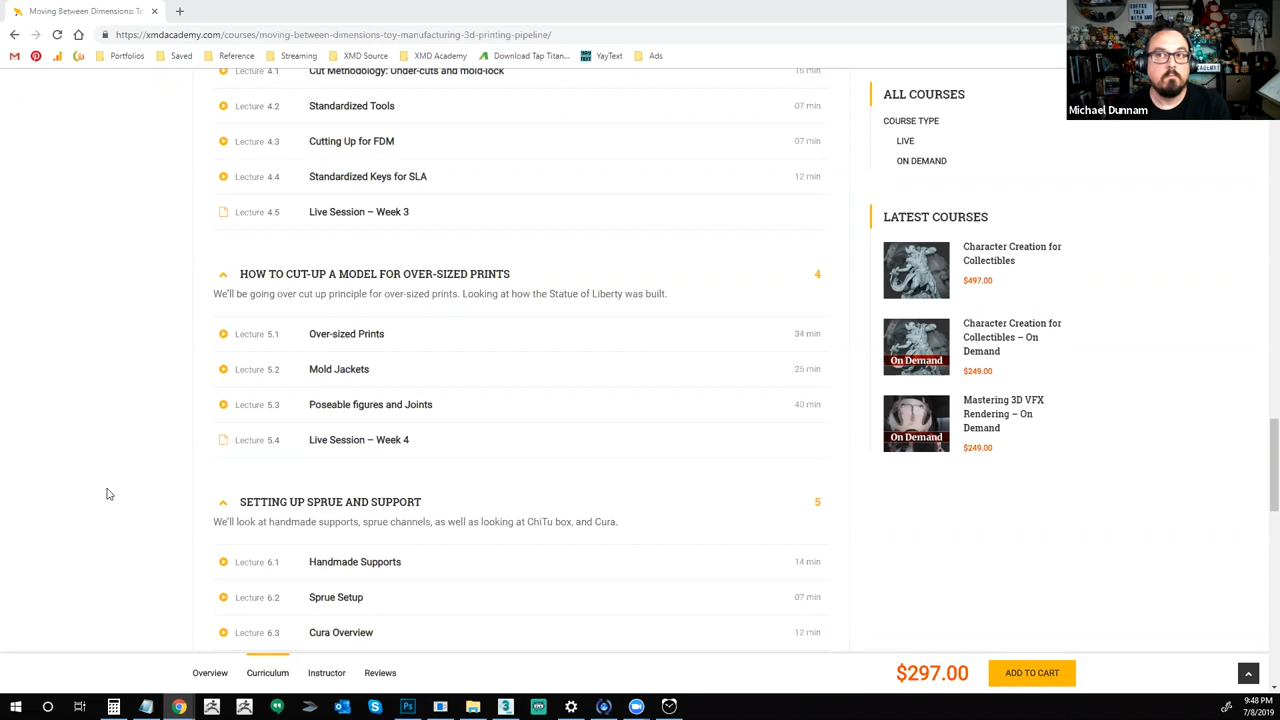 Moving Between Dimensions: To
https://xmdacademy.com/courses/moving-between-dimension-toy-manufacturing-3d-printing-pipeline/
Portfolios
Reference
Streaming
XMD Source
XMD Academy
Download Tap Titan...
YayText
Ads
COFFEE
TALK
WITH
Michael Dunnam
Lecture 4.1 Cut Methodology: under-cuts and mold-lock 16 min
Lecture 4.2 Standardized Tools 07 min
Lecture 4.3 Cutting Up for FDM 07 min
Lecture 4.4 Standardized Keys for SLA 12 min
Lecture 4.5 Live Session – Week 3
HOW TO CUT-UP A MODEL FOR OVER-SIZED PRINTS 4
We'll be going over cut up principle for over-sized prints. Looking at how the Statue of Liberty was built.
Lecture 5.1 Over-sized Prints 34 min
Lecture 5.2 Mold Jackets 25 min
Lecture 5.3 Poseable figures and Joints 40 min
Lecture 5.4 Live Session – Week 4
SETTING UP SPRUE AND SUPPORT 5
We'll look at handmade supports, sprue channels, as well as looking at ChiTu box, and Cura.
Lecture 6.1 Handmade Supports 14 min
Lecture 6.2 Sprue Setup 07 min
Lecture 6.3 Cura Overview 12 min
ALL COURSES
COURSE TYPE
LIVE
ON DEMAND
LATEST COURSES
Character Creation for
Collectibles
$497.00
On Demand
Character Creation for
Collectibles – On
Demand
$249.00
On Demand
Mastering 3D VFX
Rendering – On
Demand
$249.00
Overview
Curriculum
Instructor
Reviews
$297.00
ADD TO CART
9:48 PM
7/8/2019